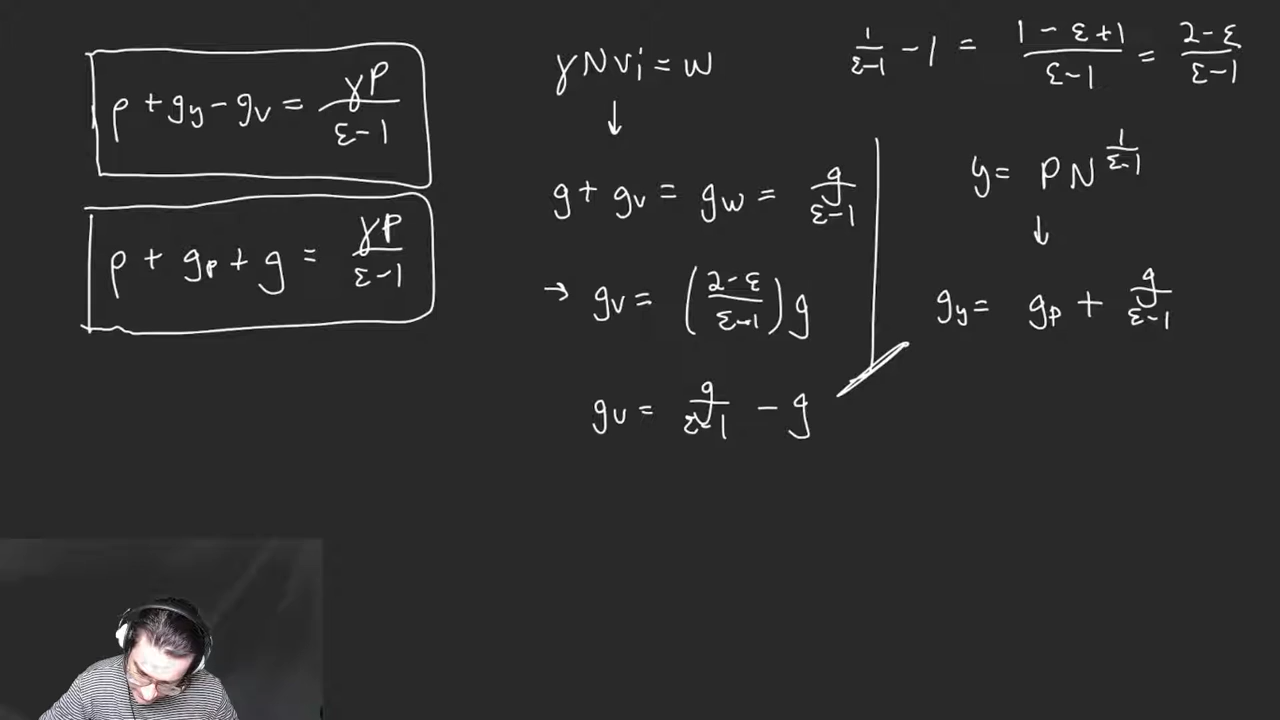 ρ + g_y - g_v = γP/(ε-1)
ρ + g_P + g = γP/(ε-1)
γNv_i = w
↓
g + g_v = g_w = g/(ε-1)
→ g_v = ((2-ε)/(ε-1)) g
g_v = g/(ε-1) - g
1/(ε-1) - 1 = (1-ε+1)/(ε-1) = (2-ε)/(ε-1)
y = PN^(1/(ε-1))
↓
g_y = g_P + g/(ε-1)